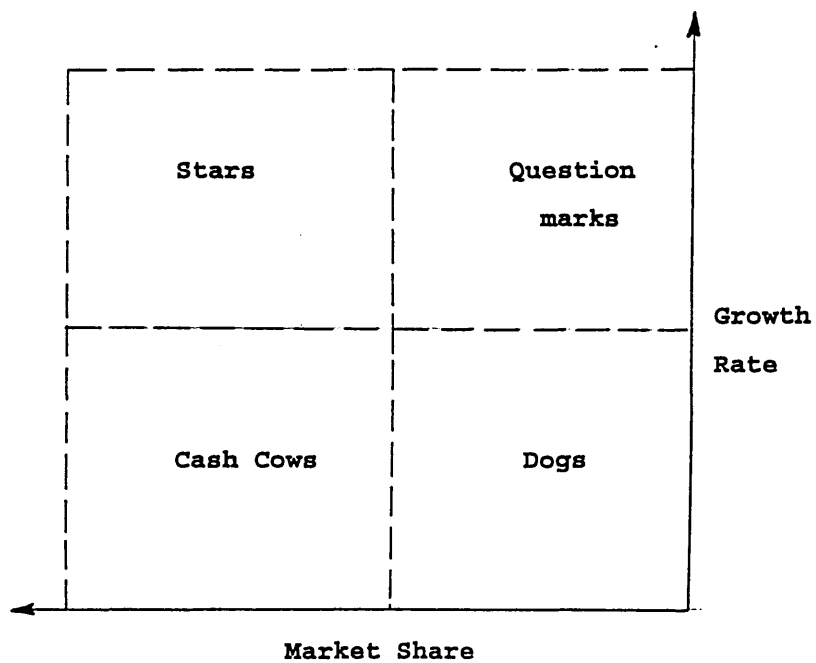 Stars
Question
marks
Growth
Rate
Cash Cows
Dogs
Market Share